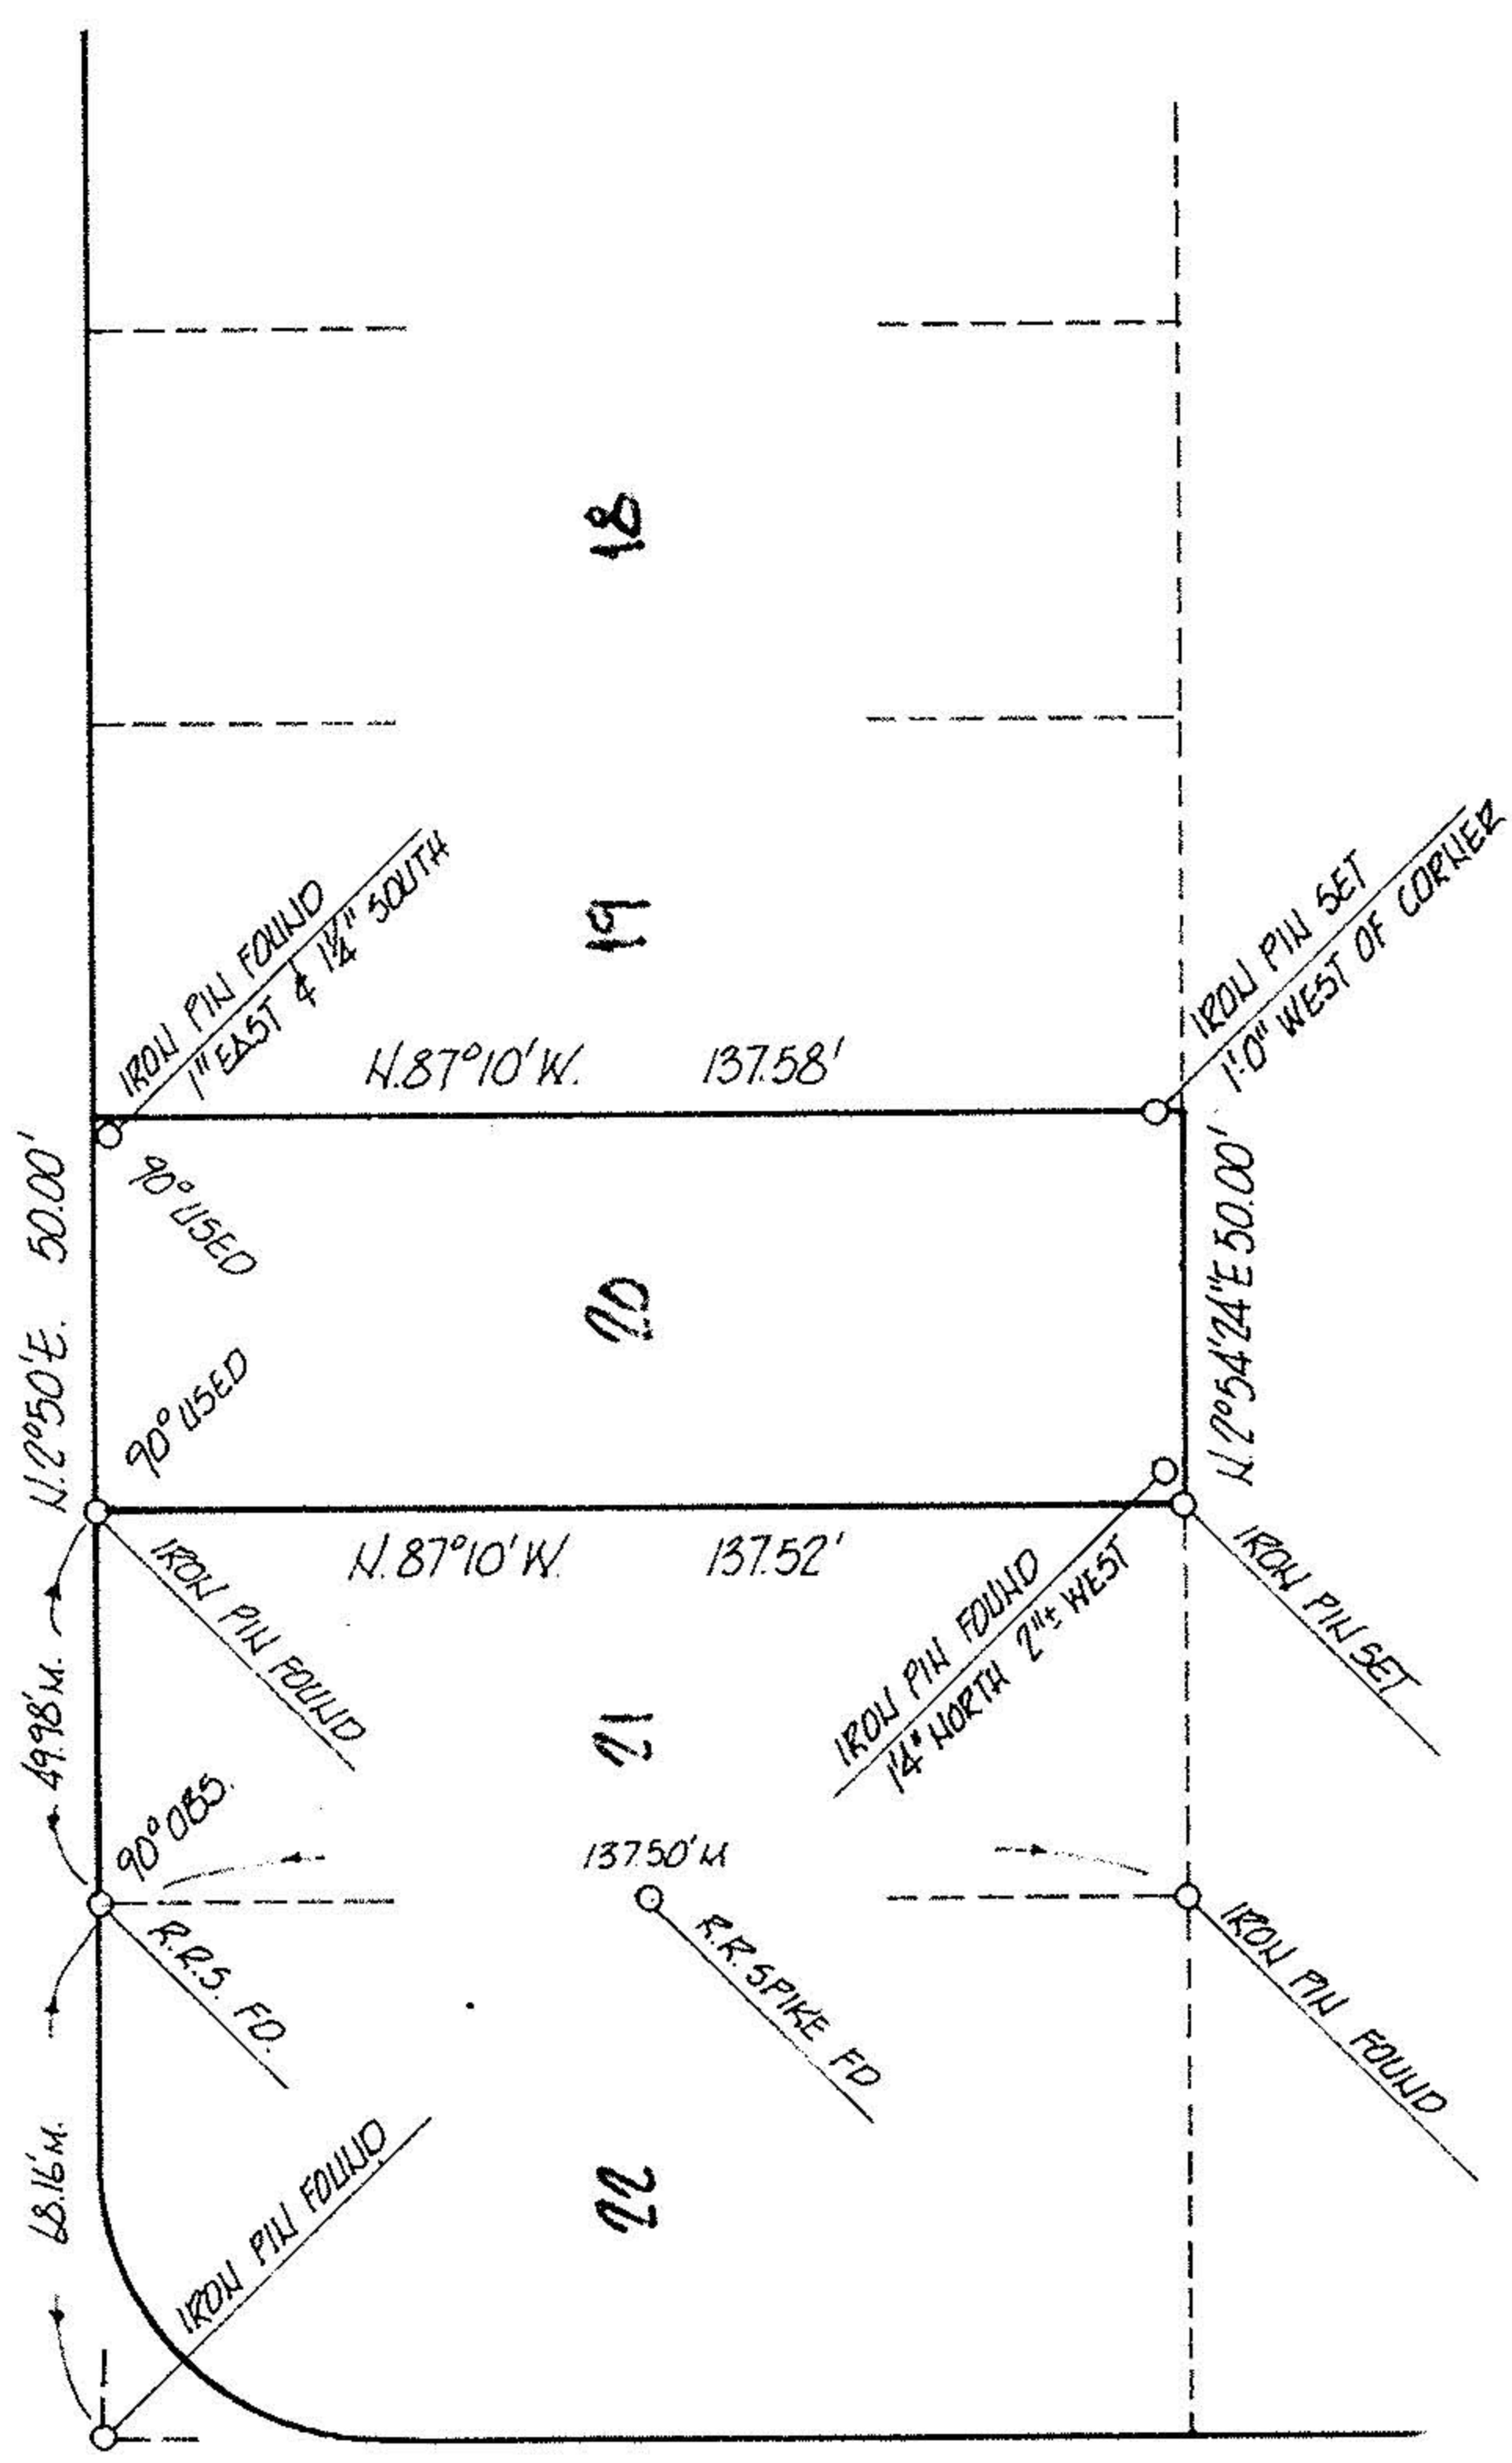 18
19
IRON PIN FOUND
1" EAST & 1¼" SOUTH
N.87°10'W. 137.58'
IRON PIN SET
1'-0" WEST OF CORNER
N.2°50'E. 50.00'
90° USED
20
90° USED
N.2°54'24"E 50.00'
N.87°10'W. 137.52'
IRON PIN FOUND
IRON PIN FOUND
1¼" NORTH 2"± WEST
IRON PIN SET
49.98'M.
90° OBS.
21
137.50'M
R.R.S. FD.
R.R. SPIKE FD
IRON PIN FOUND
68.16'M.
IRON PIN FOUND
22